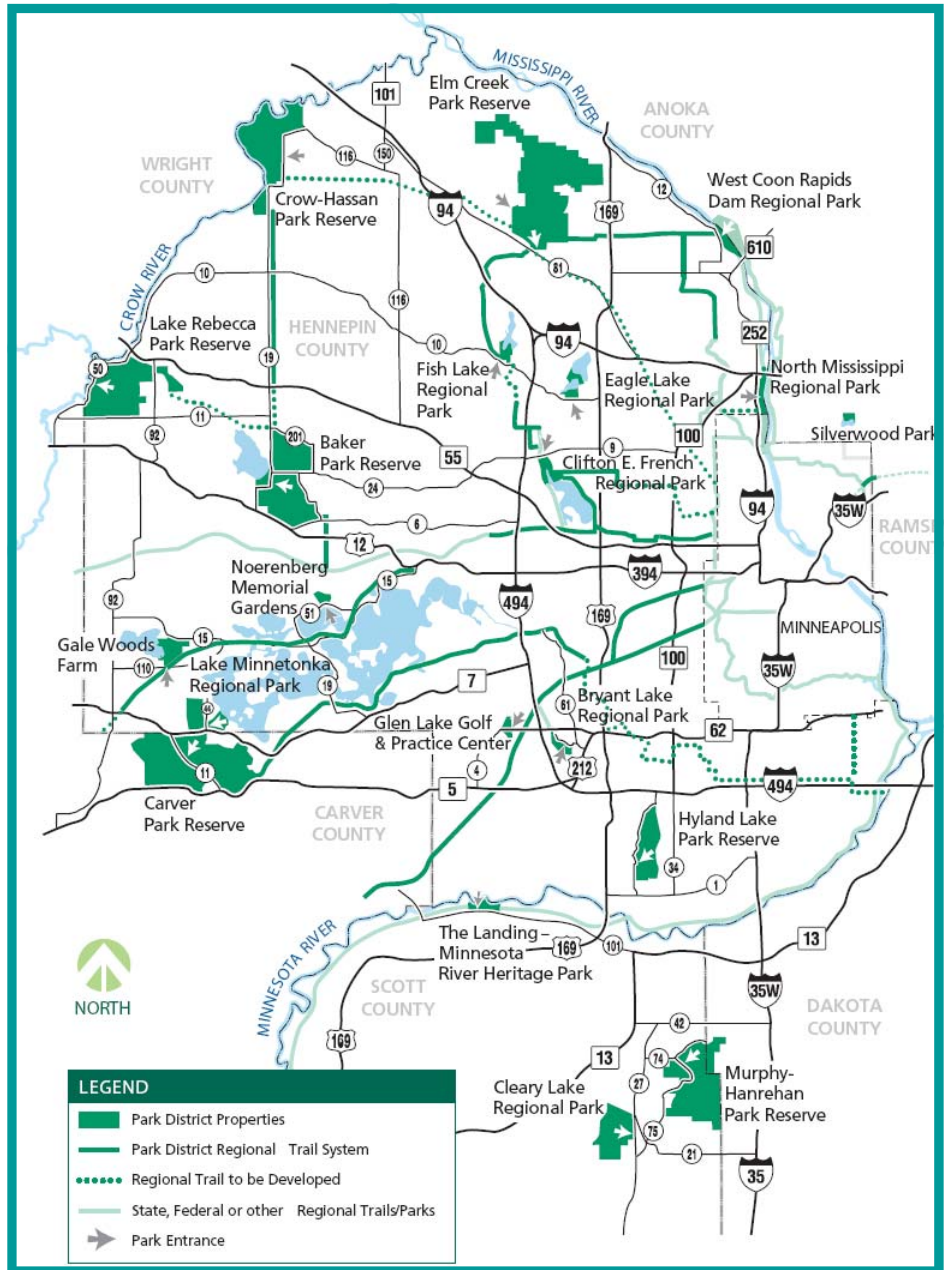 MISSISSIPPI RIVER
Elm Creek
Park Reserve
101
ANOKA
COUNTY
WRIGHT
COUNTY
116
150
12
West Coon Rapids
Dam Regional Park
Crow-Hassan
Park Reserve
94
169
610
CROW RIVER
10
81
116
Lake Rebecca
Park Reserve
HENNEPIN
COUNTY
252
50
19
10
94
Fish Lake
Regional
Park
Eagle Lake
Regional Park
North Mississippi
Regional Park
11
92
201
Baker
Park Reserve
55
100
9
Silverwood Park
24
Clifton E. French
Regional Park
94
35W
6
12
RAMSE
COUNT
Noerenberg
Memorial
Gardens
15
394
92
51
494
169
MINNEAPOLIS
Gale Woods
Farm
15
100
110
Lake Minnetonka
Regional Park
19
7
35W
44
61
Bryant Lake
Regional Park
Glen Lake Golf
& Practice Center
62
11
4
212
5
494
Carver
Park Reserve
CARVER
COUNTY
Hyland Lake
Park Reserve
34
1
MINNESOTA RIVER
The Landing –
Minnesota
River Heritage Park
169
101
13
NORTH
SCOTT
COUNTY
35W
DAKOTA
COUNTY
169
42
13
74
Cleary Lake
Regional Park
27
Murphy-
Hanrehan
Park Reserve
75
21
35
LEGEND
Park District Properties
Park District Regional Trail System
Regional Trail to be Developed
State, Federal or other Regional Trails/Parks
Park Entrance